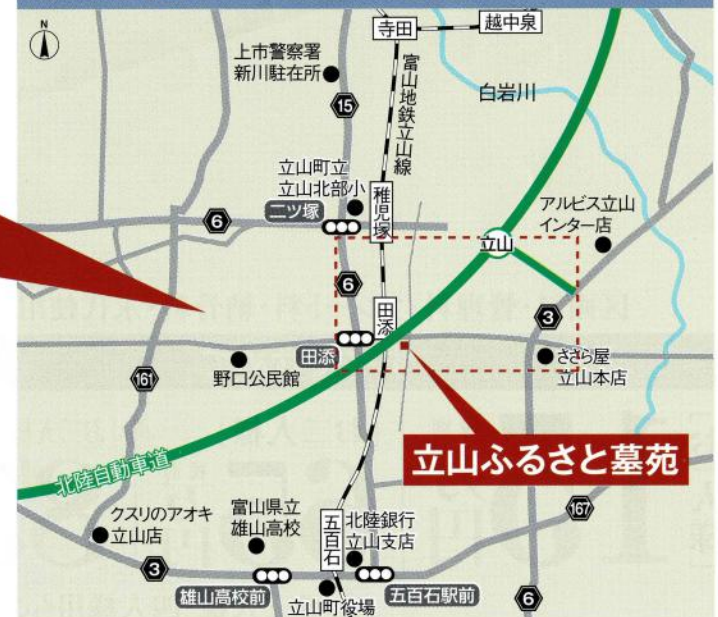 N
寺田
越中泉
上市警察署
新川駐在所
富山地鉄立山線
白岩川
15
立山町立
立山北部小
二ツ塚
稚児塚
アルビス立山
インター店
6
立山
6
田添
3
田添
野口公民館
ささら屋
立山本店
161
立山ふるさと墓苑
北陸自動車道
クスリのアオキ
立山店
富山県立
雄山高校
五百石
北陸銀行
立山支店
167
3
雄山高校前
立山町役場
五百石駅前
6